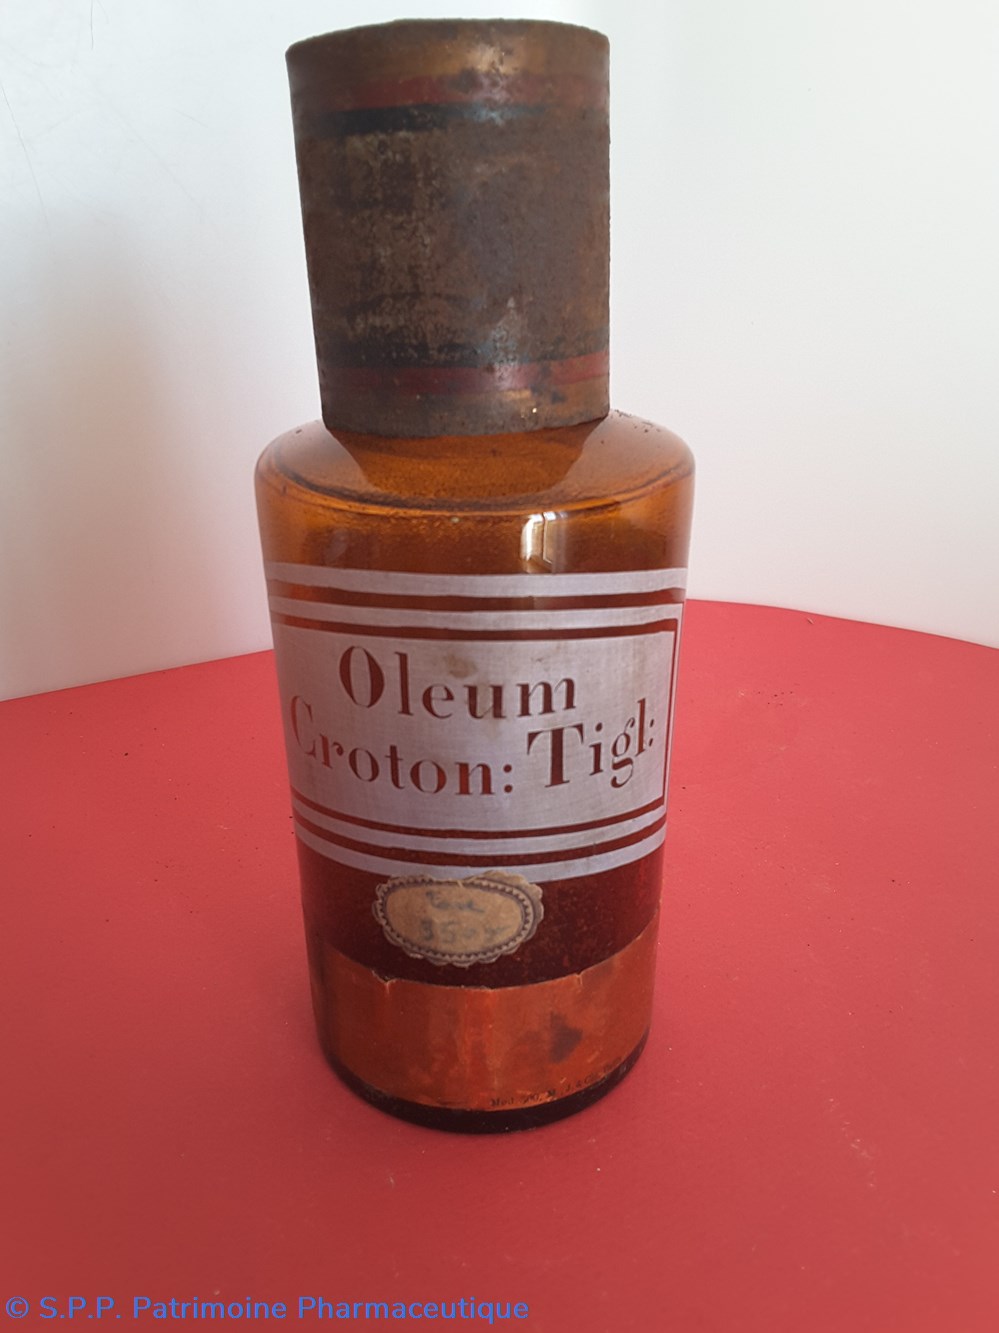 Oleum
Croton: Tigl:
© S.P.P. Patrimoine Pharmaceutique